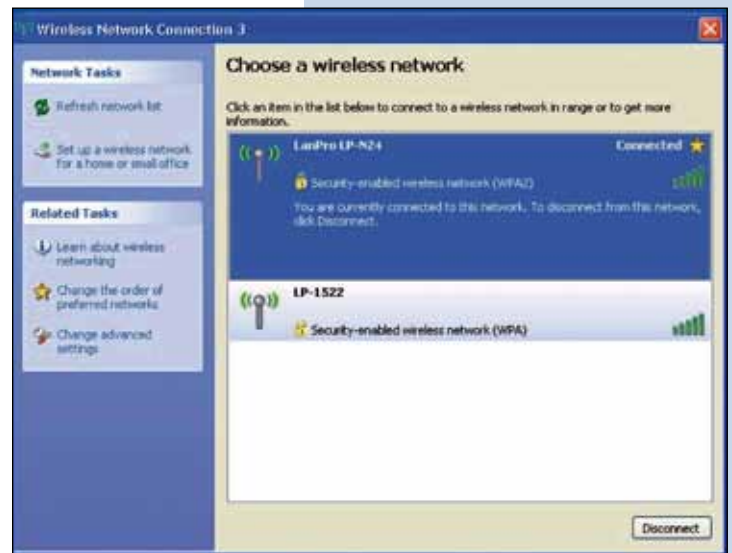 Wireless Network Connection 3
Network Tasks
Refresh network list
Set up a wireless network
for a home or small office
Related Tasks
Learn about wireless
networking
Change the order of
preferred networks
Change advanced
settings
Choose a wireless network
Click an item in the list below to connect to a wireless network in range or to get more
information.
LanPro LP-N24 Connected
Security-enabled wireless network (WPA2)
You are currently connected to this network. To disconnect from this network,
click Disconnect.
LP-1522
Security-enabled wireless network (WPA)
Disconnect